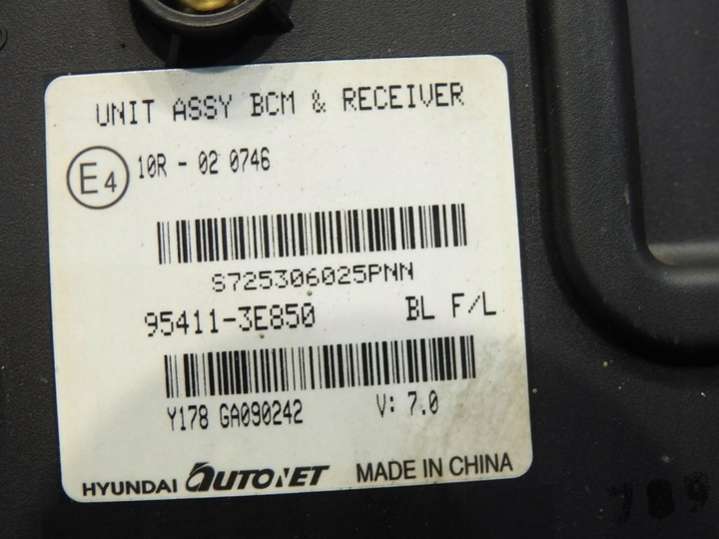 UNIT ASSY BCM & RECEIVER
E4 10R - 02 0746
S725306025PNN
95411-3E850 BL F/L
Y178 GA090242 V: 7.0
HYUNDAI AUTONET MADE IN CHINA
789